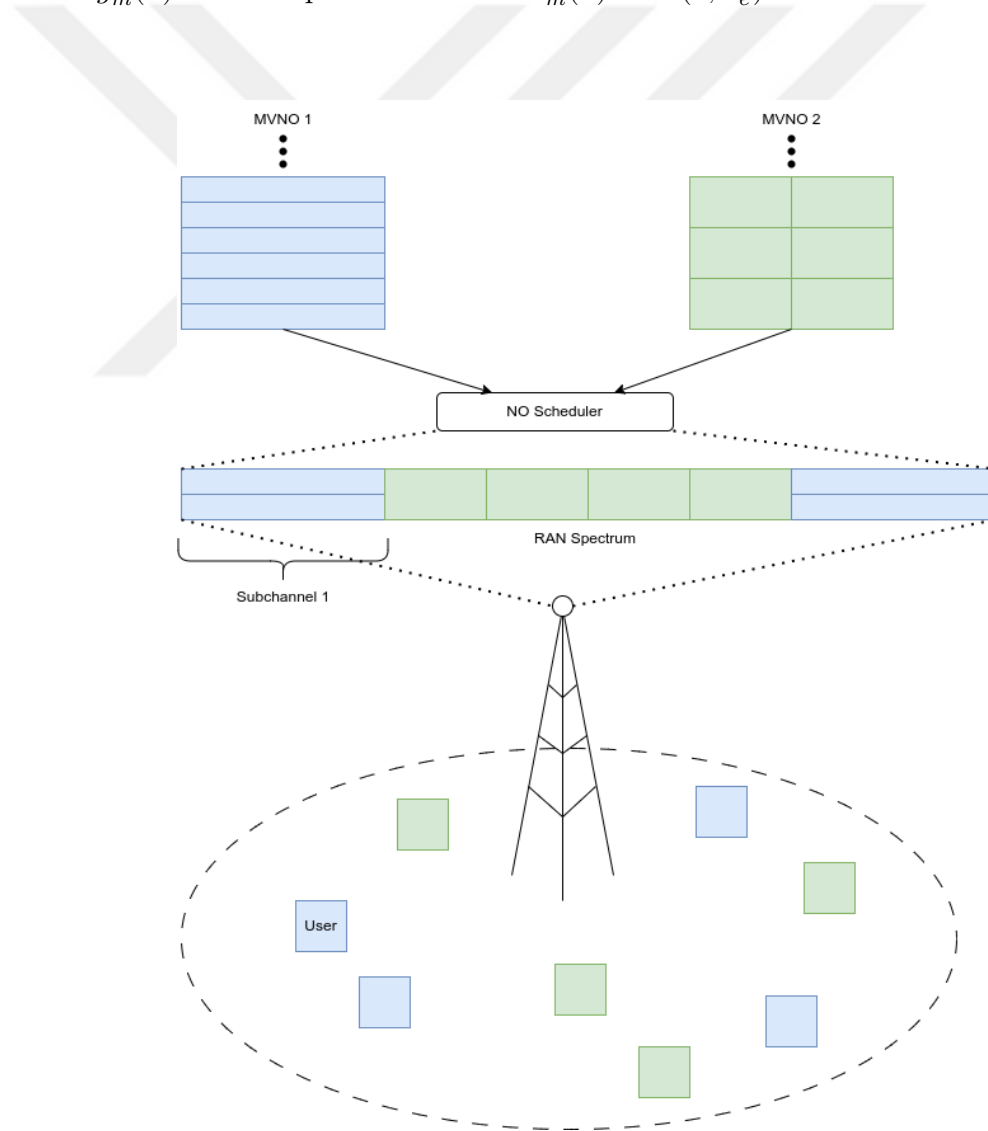 MVNO 1
MVNO 2
NO Scheduler
RAN Spectrum
Subchannel 1
User